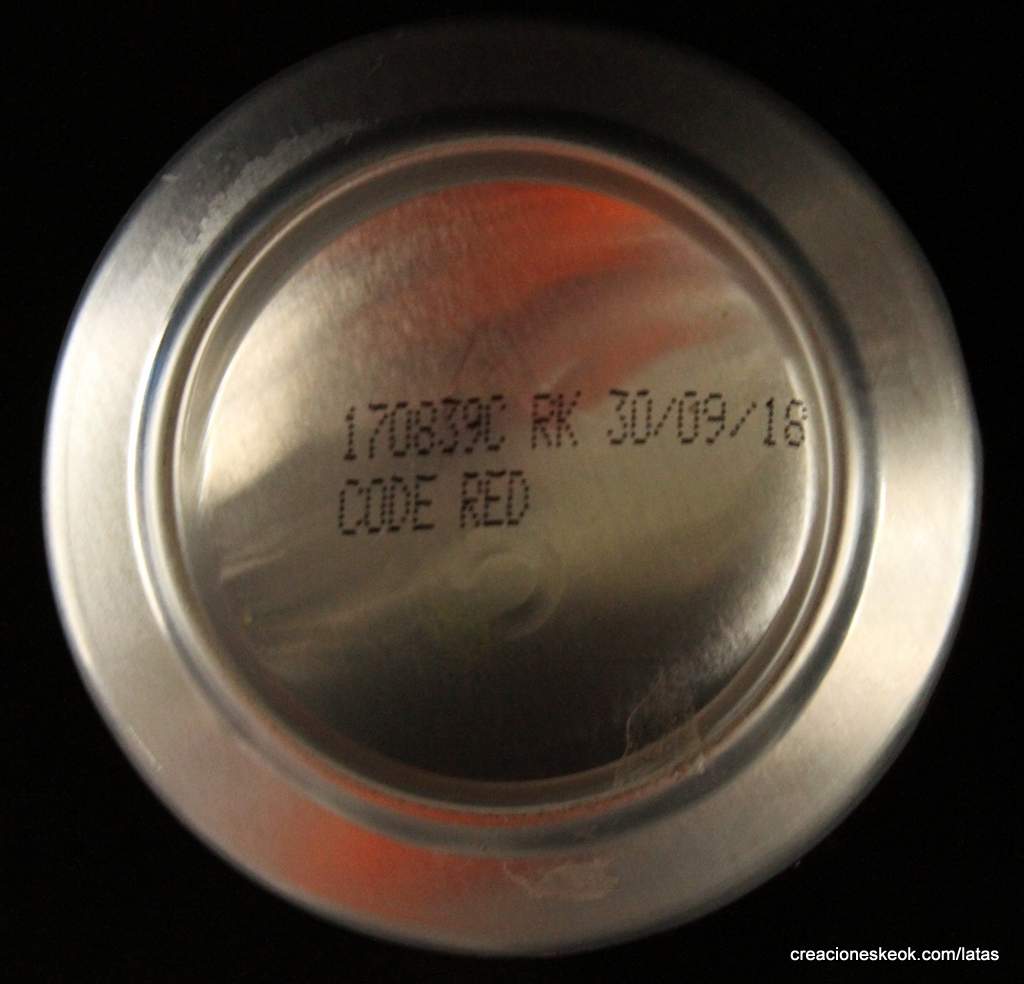 170839C RK 30/09/18
CODE RED
creacioneskeok.com/latas